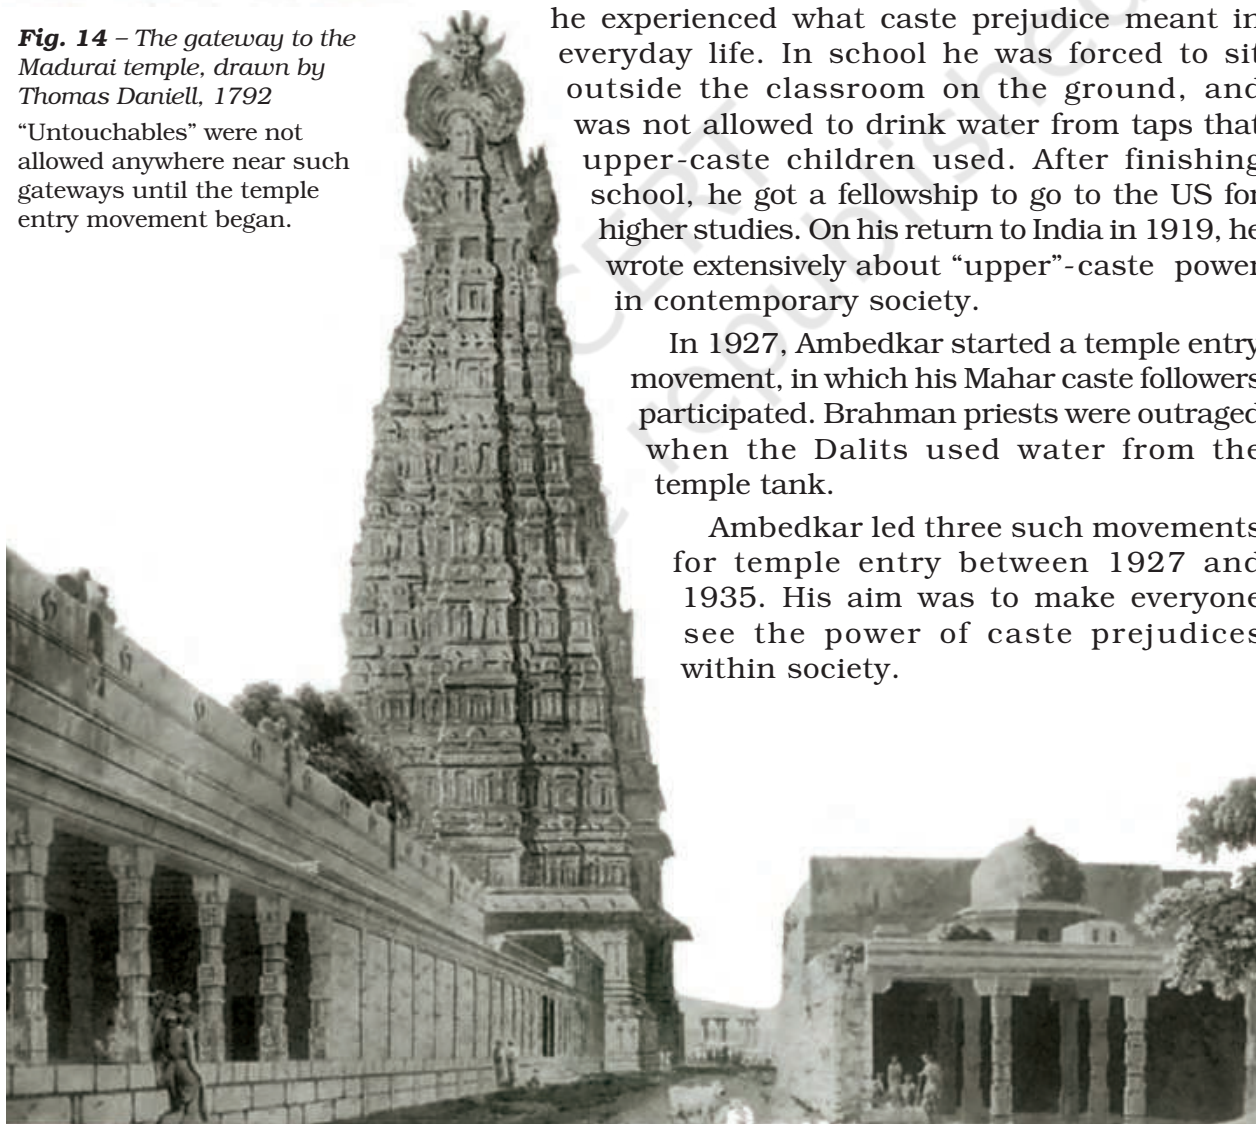 Fig. 14 – The gateway to the
Madurai temple, drawn by
Thomas Daniell, 1792
“Untouchables” were not
allowed anywhere near such
gateways until the temple
entry movement began.
he experienced what caste prejudice meant in
everyday life. In school he was forced to sit
outside the classroom on the ground, and
was not allowed to drink water from taps that
upper-caste children used. After finishing
school, he got a fellowship to go to the US for
higher studies. On his return to India in 1919, he
wrote extensively about “upper”-caste power
in contemporary society.
In 1927, Ambedkar started a temple entry
movement, in which his Mahar caste followers
participated. Brahman priests were outraged
when the Dalits used water from the
temple tank.
Ambedkar led three such movements
for temple entry between 1927 and
1935. His aim was to make everyone
see the power of caste prejudices
within society.